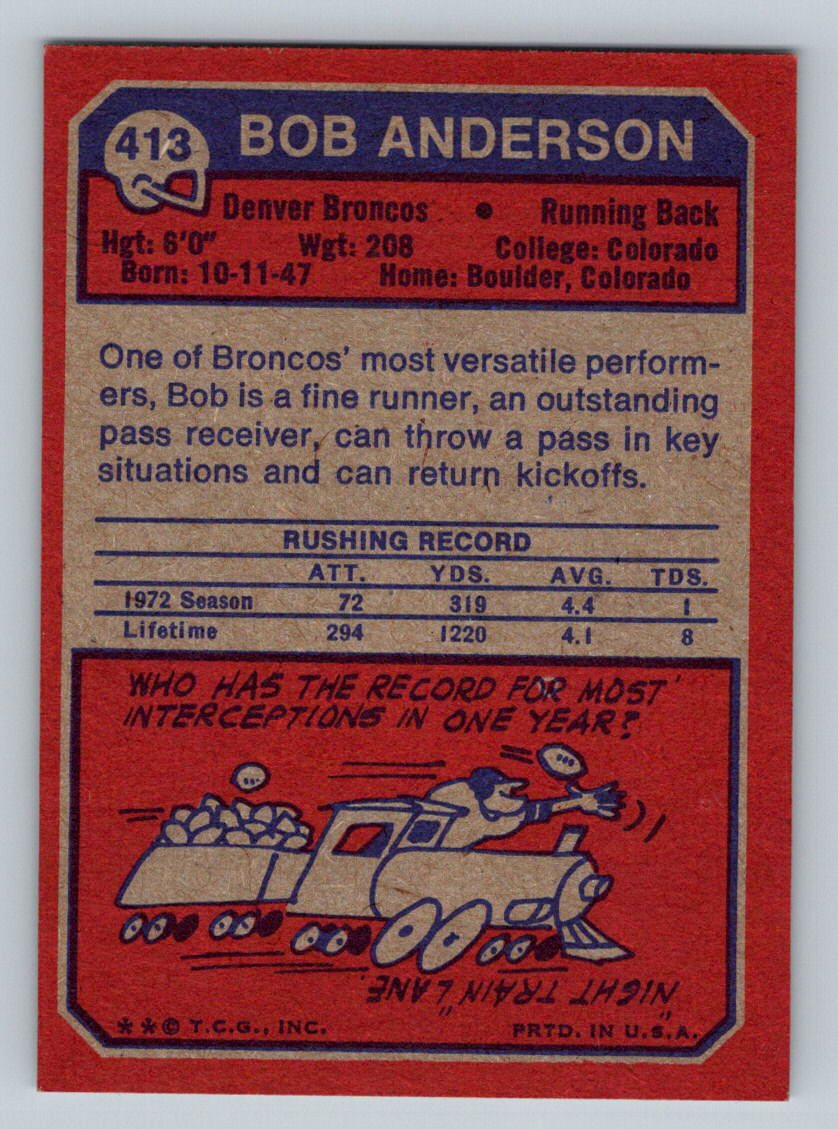 413
BOB ANDERSON
Denver Broncos • Running Back
Hgt: 6'0" Wgt: 208 College: Colorado
Born: 10-11-47 Home: Boulder, Colorado
One of Broncos' most versatile perform-
ers, Bob is a fine runner, an outstanding
pass receiver, can throw a pass in key
situations and can return kickoffs.
RUSHING RECORD
ATT. YDS. AVG. TDS.
1972 Season 72 319 4.4 1
Lifetime 294 1220 4.1 8
WHO HAS THE RECORD FOR MOST
INTERCEPTIONS IN ONE YEAR?
"NIGHT TRAIN" LANE.
**© T.C.G., INC. PRTD. IN U.S.A.